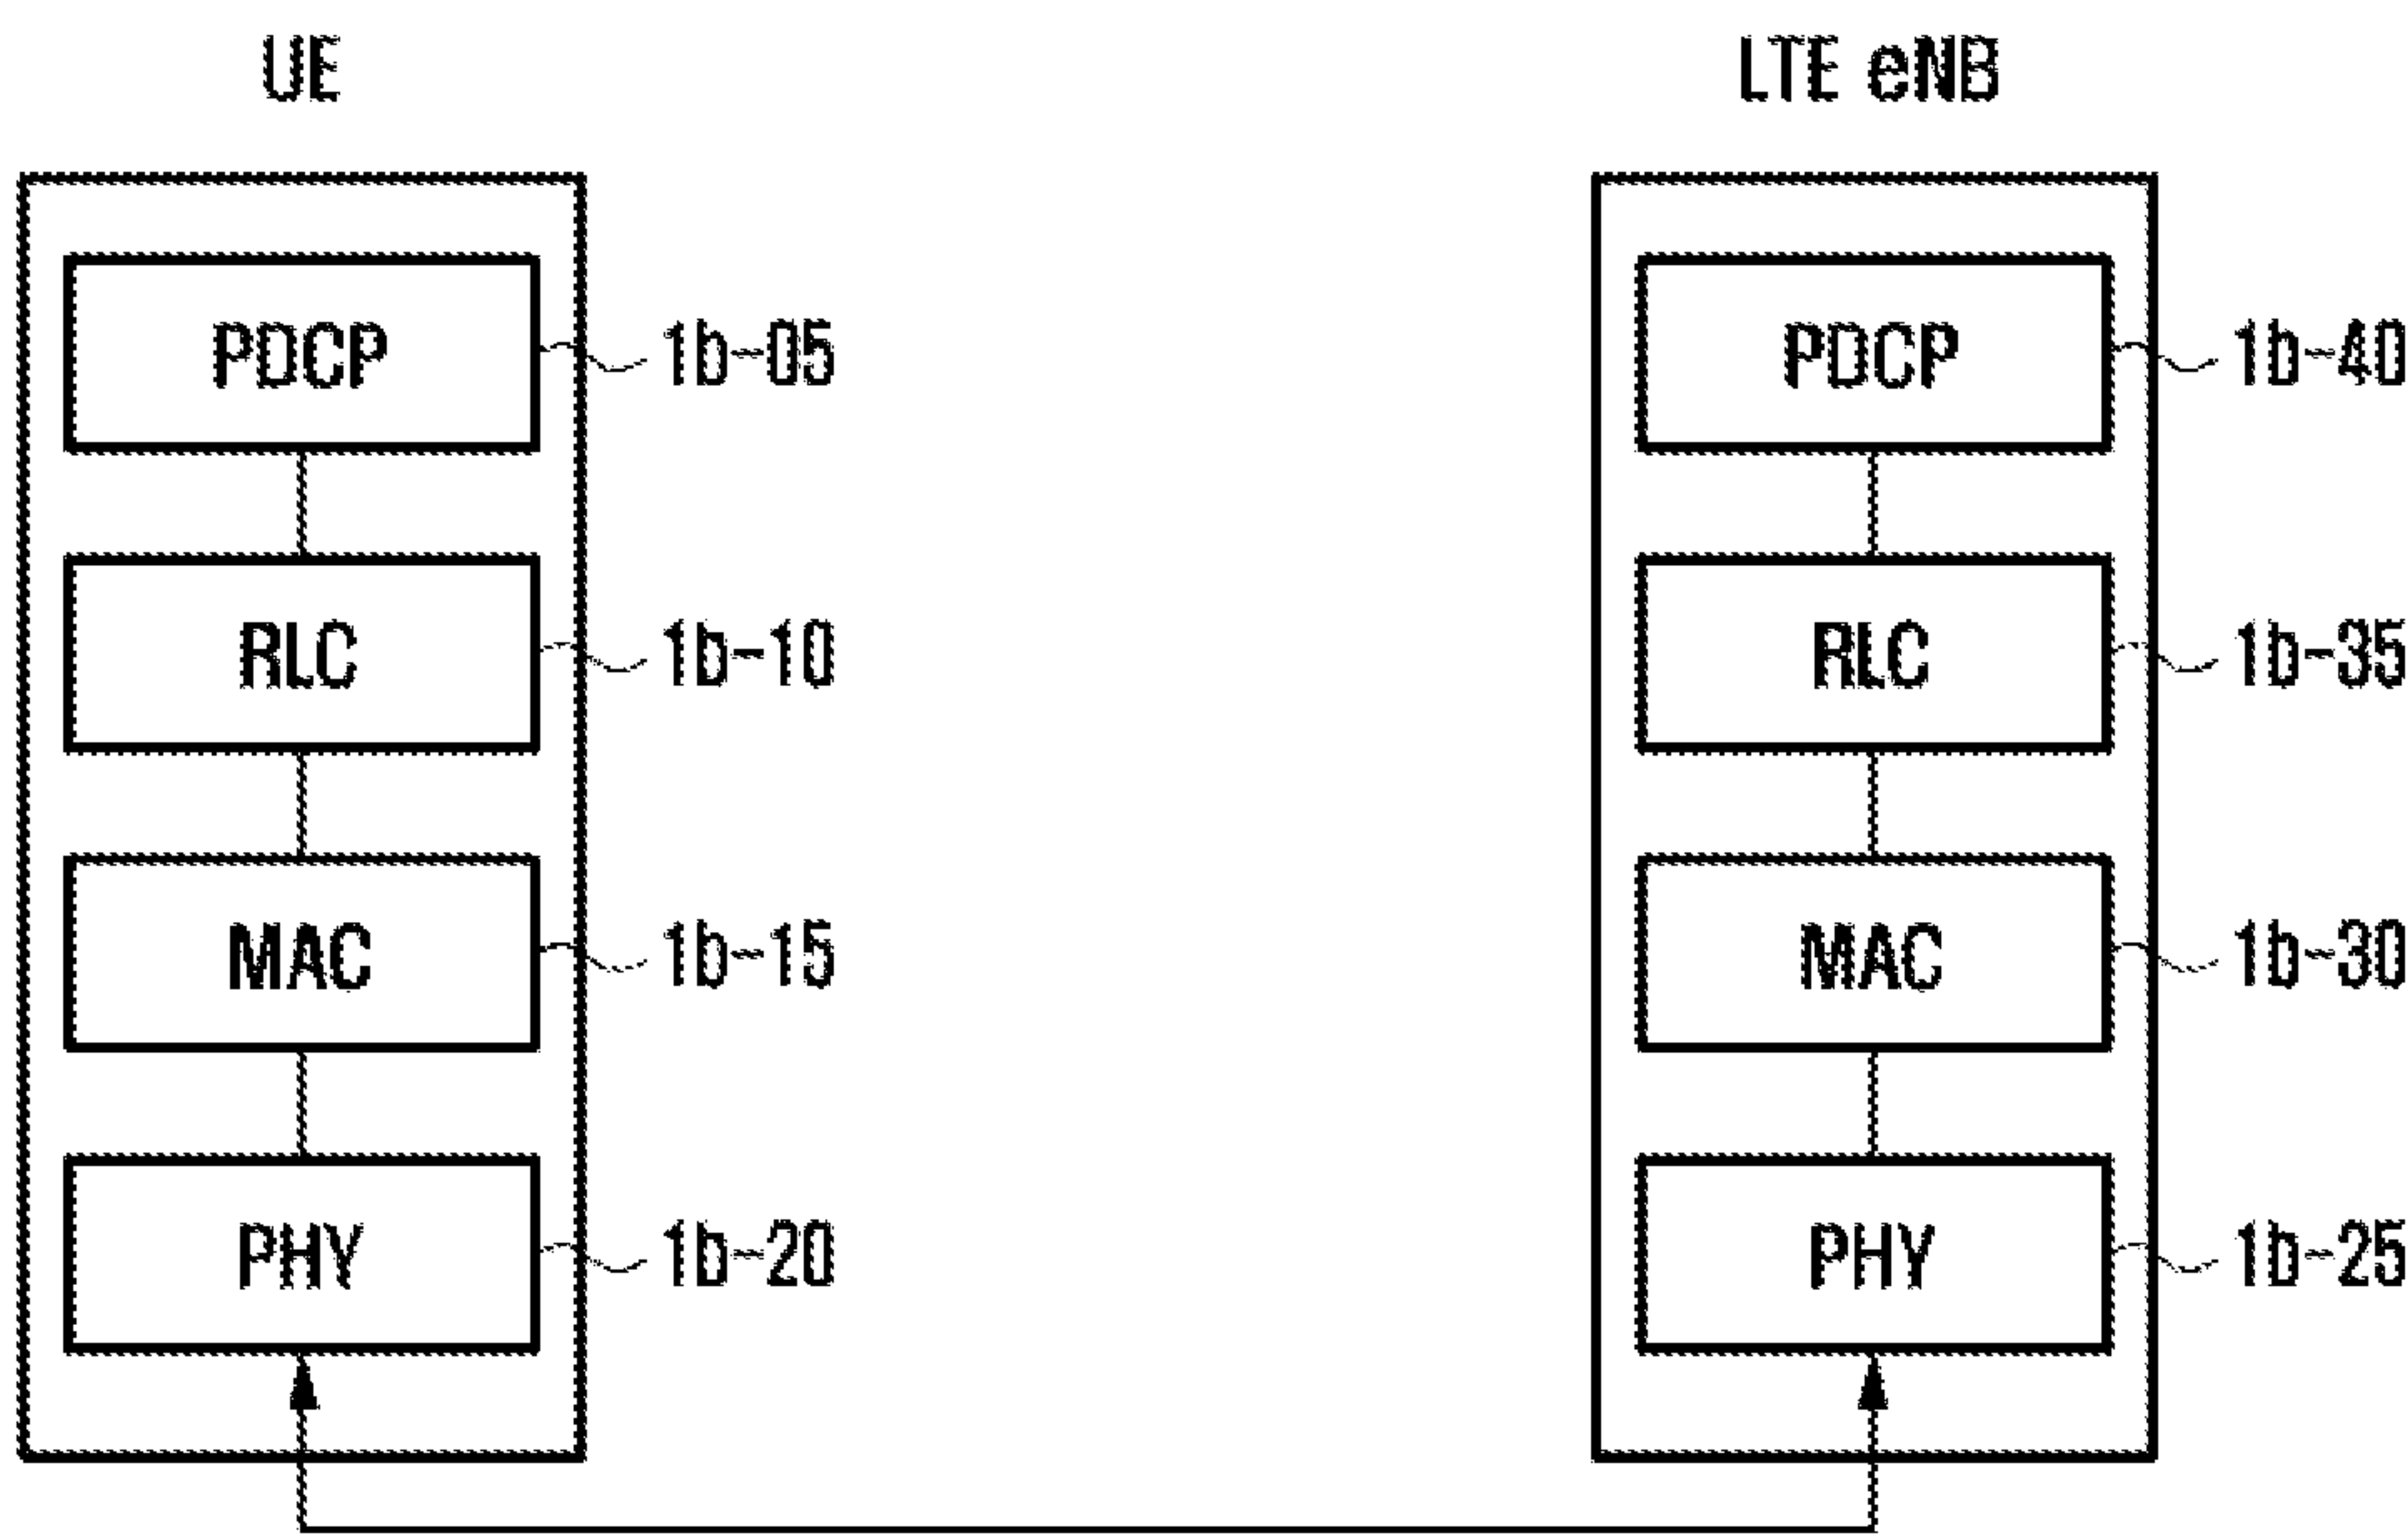 UE LTE eNB
PDCP 1b-05 PDCP 1b-40
RLC 1b-10 RLC 1b-35
MAC 1b-15 MAC 1b-30
PHY 1b-20 PHY 1b-25